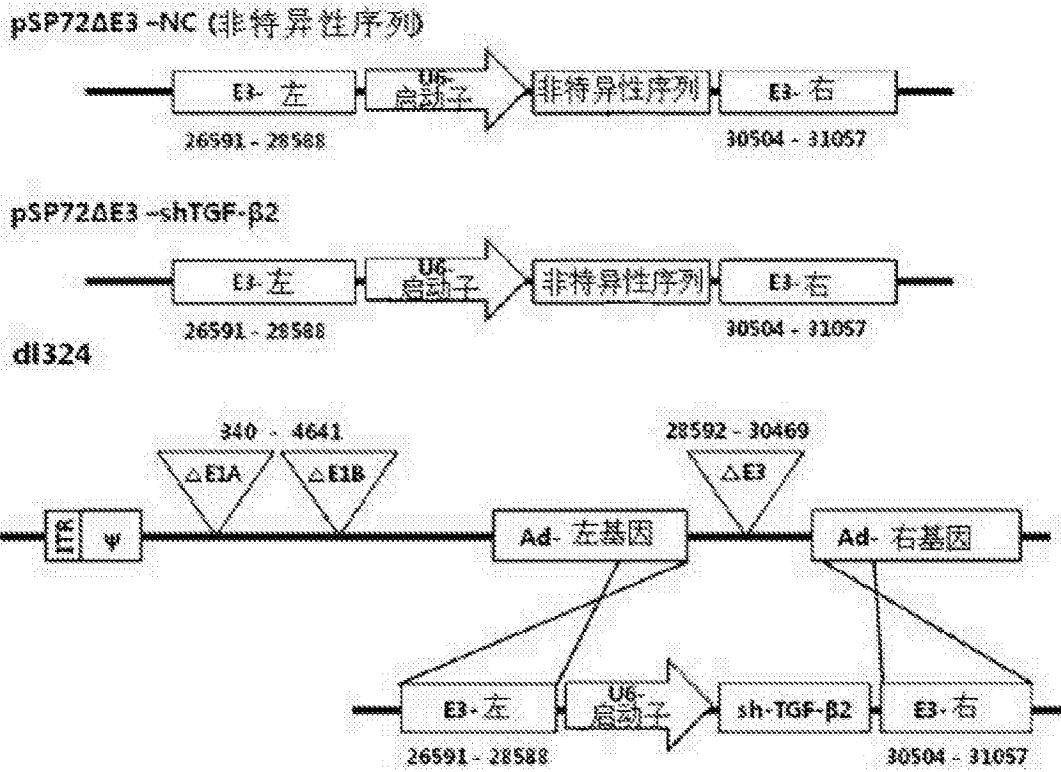 pSP72ΔE3 -NC (非特异性序列)
E3- 左
U6-
启动子
非特异性序列
E3- 右
26591 - 28588
30504 - 31057
pSP72ΔE3 -shTGF-β2
E3- 左
U6-
启动子
非特异性序列
E3- 右
26591 - 28588
30504 - 31057
dl324
340 - 4641
28592 - 30469
△E1A
△E1B
△E3
ITR
Ψ
Ad- 左基因
Ad- 右基因
E3- 左
U6-
启动子
sh-TGF-β2
E3- 右
26591 - 28588
30504 - 31057